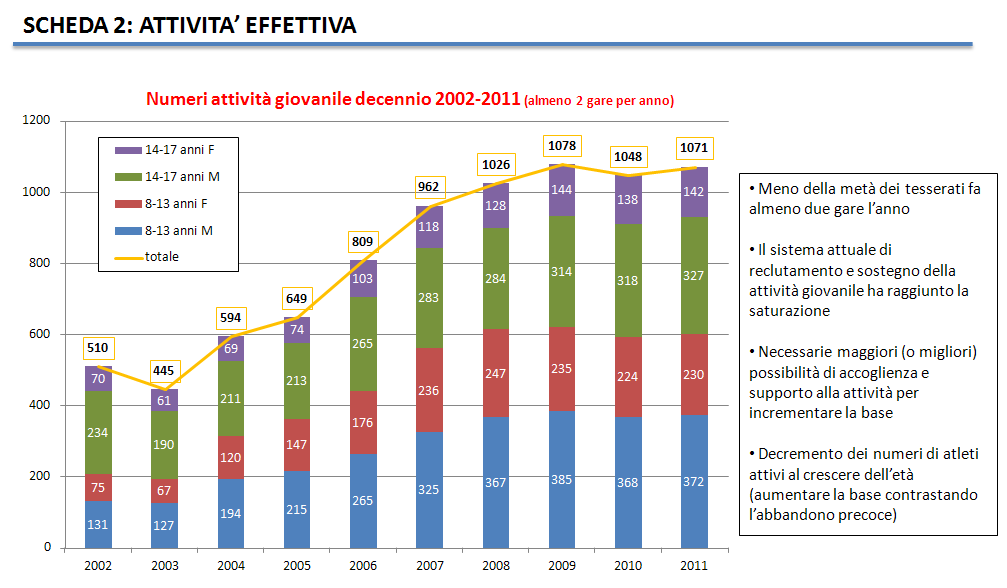 SCHEDA 2: ATTIVITA’ EFFETTIVA
Numeri attività giovanile decennio 2002-2011 (almeno 2 gare per anno)
1200
1000
800
600
400
200
0
14-17 anni F
14-17 anni M
8-13 anni F
8-13 anni M
totale
510
70
234
75
131
445
61
190
67
127
594
69
211
120
194
649
74
213
147
215
809
103
265
176
265
962
118
283
236
325
1026
128
284
247
367
1078
144
314
235
385
1048
138
318
224
368
1071
142
327
230
372
2002 2003 2004 2005 2006 2007 2008 2009 2010 2011
• Meno della metà dei tesserati fa
almeno due gare l’anno
• Il sistema attuale di
reclutamento e sostegno della
attività giovanile ha raggiunto la
saturazione
• Necessarie maggiori (o migliori)
possibilità di accoglienza e
supporto alla attività per
incrementare la base
• Decremento dei numeri di atleti
attivi al crescere dell’età
(aumentare la base contrastando
l’abbandono precoce)